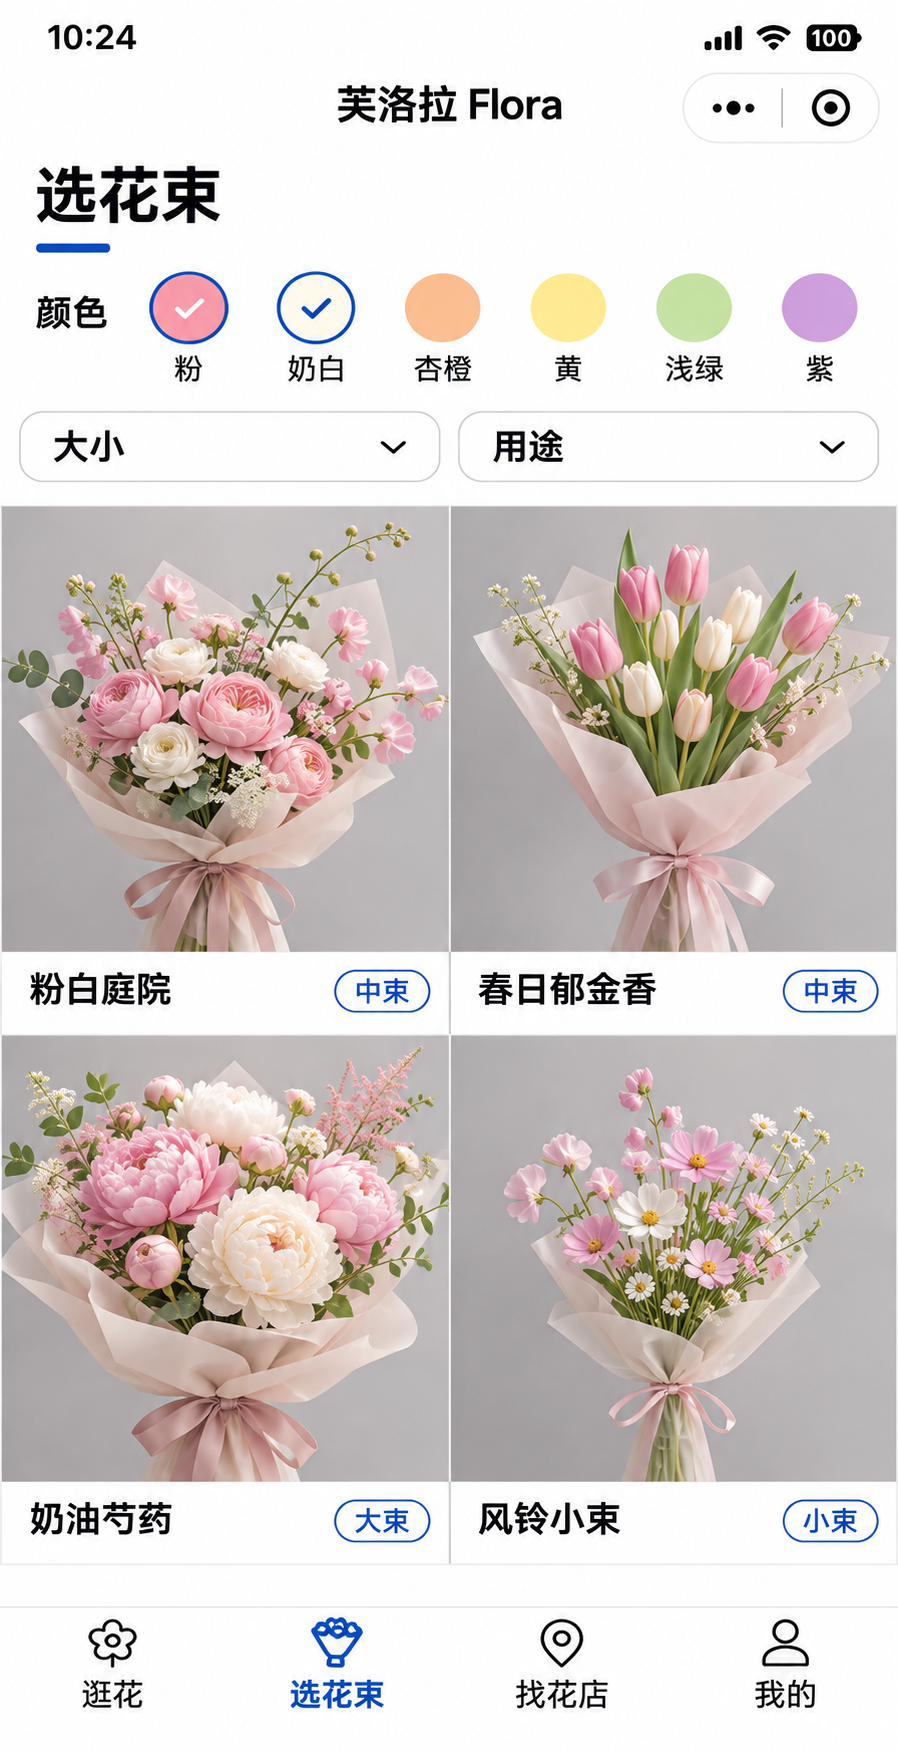 10:24
100
芙洛拉 Flora
选花束
颜色
粉
奶白
杏橙
黄
浅绿
紫
大小
用途
粉白庭院
中束
春日郁金香
中束
奶油芍药
大束
风铃小束
小束
逛花
选花束
找花店
我的